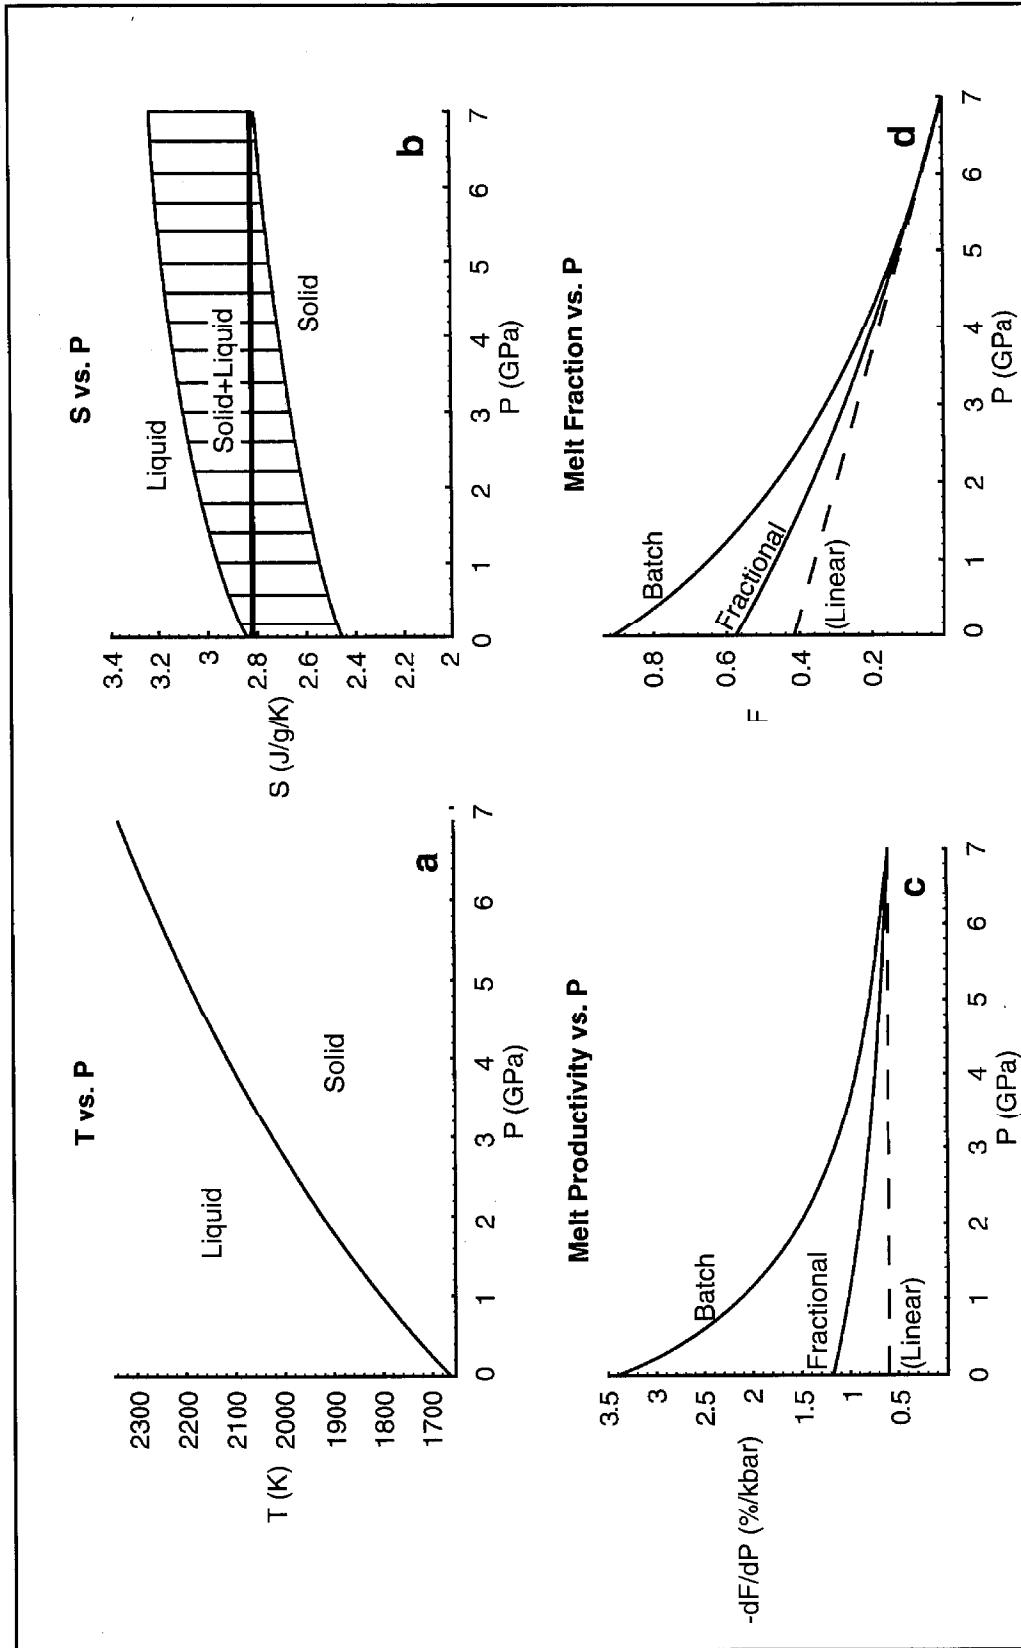 T vs. P
2300
2200
2100
2000
1900
1800
1700
T (K)
Liquid
Solid
a
0 1 2 3 4 5 6 7
P (GPa)
S vs. P
3.4
3.2
3
2.8
2.6
2.4
2.2
2
S (J/g/K)
Liquid
Solid+Liquid
Solid
b
0 1 2 3 4 5 6 7
P (GPa)
Melt Productivity vs. P
3.5
3
2.5
2
1.5
1
0.5
-dF/dP (%/kbar)
Batch
Fractional
(Linear)
c
0 1 2 3 4 5 6 7
P (GPa)
Melt Fraction vs. P
0.8
0.6
0.4
0.2
F
Batch
Fractional
(Linear)
d
0 1 2 3 4 5 6 7
P (GPa)